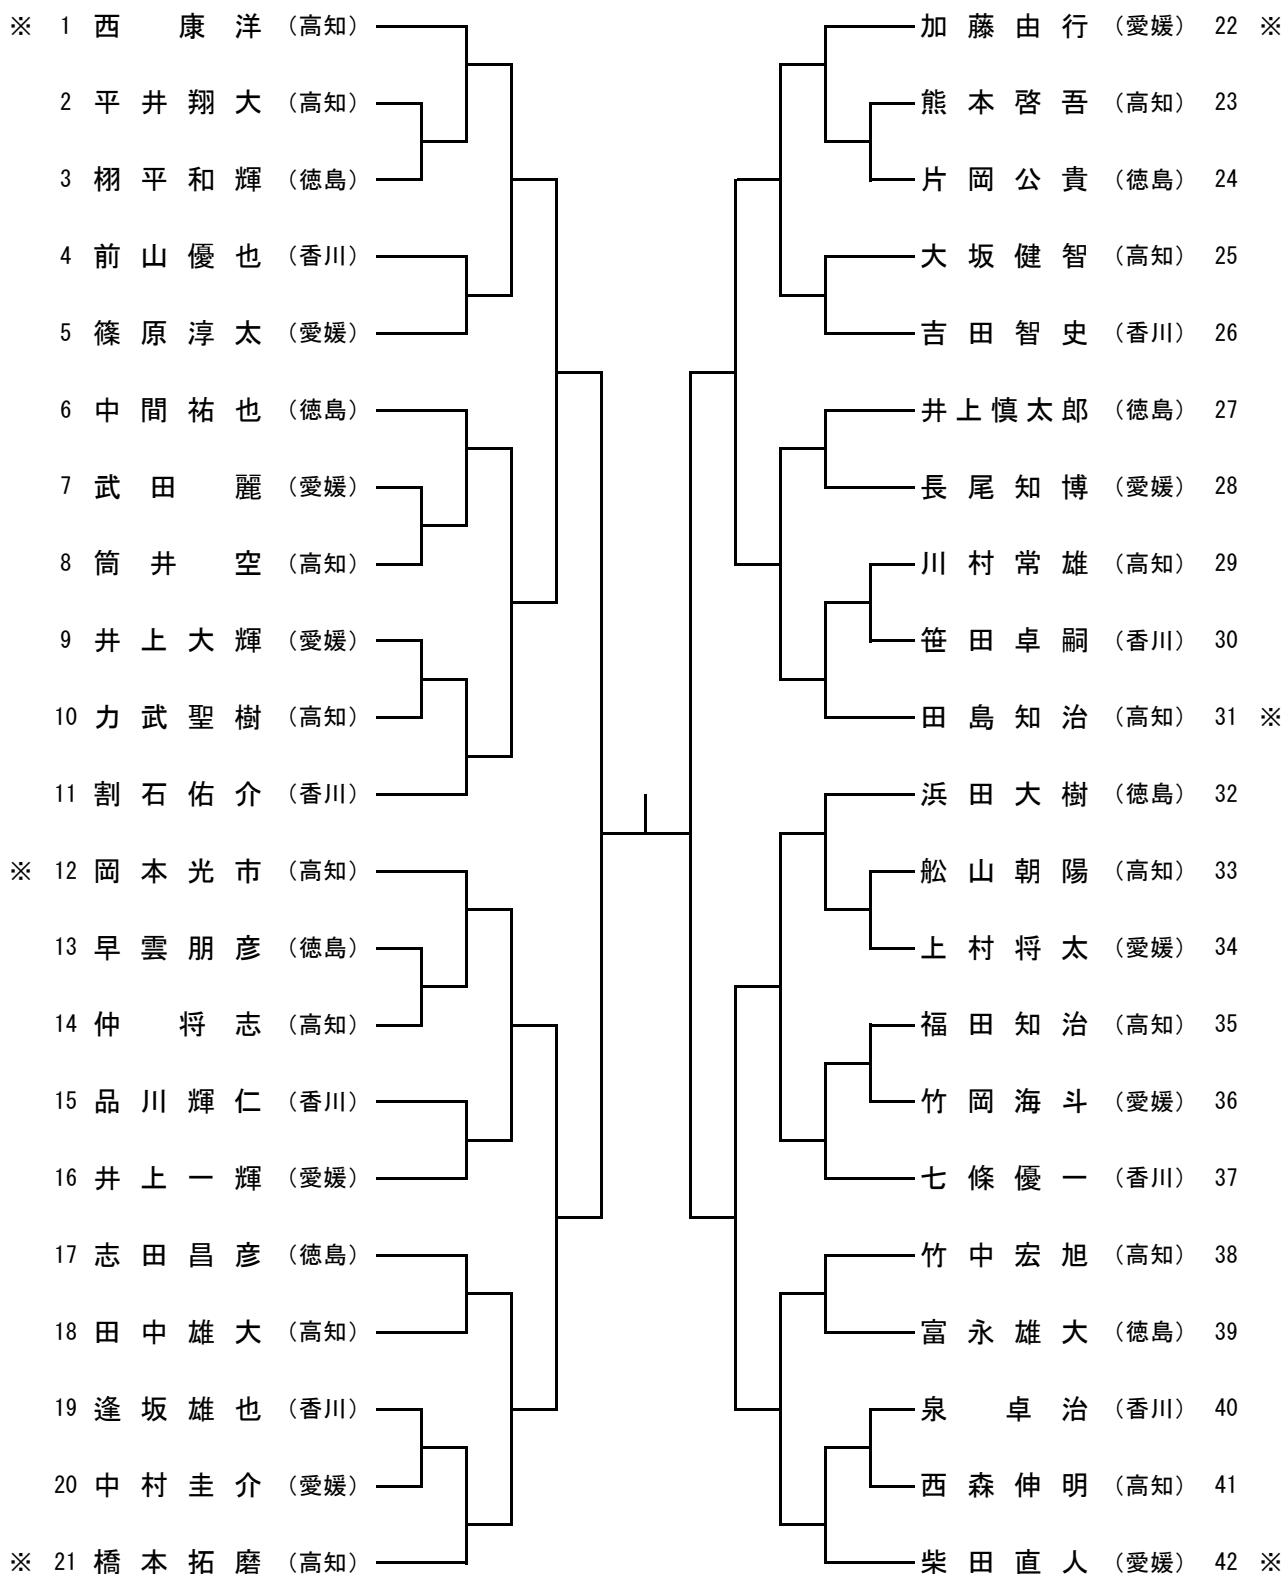 ※ 1 西 康 洋 （高知）
2 平 井 翔 大 （高知）
3 栩 平 和 輝 （徳島）
4 前 山 優 也 （香川）
5 篠 原 淳 太 （愛媛）
6 中 間 祐 也 （徳島）
7 武 田 麗 （愛媛）
8 筒 井 空 （高知）
9 井 上 大 輝 （愛媛）
10 力 武 聖 樹 （高知）
11 割 石 佑 介 （香川）
※ 12 岡 本 光 市 （高知）
13 早 雲 朋 彦 （徳島）
14 仲 将 志 （高知）
15 品 川 輝 仁 （香川）
16 井 上 一 輝 （愛媛）
17 志 田 昌 彦 （徳島）
18 田 中 雄 大 （高知）
19 逢 坂 雄 也 （香川）
20 中 村 圭 介 （愛媛）
※ 21 橋 本 拓 磨 （高知）
加 藤 由 行 （愛媛） 22 ※
熊 本 啓 吾 （高知） 23
片 岡 公 貴 （徳島） 24
大 坂 健 智 （高知） 25
吉 田 智 史 （香川） 26
井 上 慎 太 郎 （徳島） 27
長 尾 知 博 （愛媛） 28
川 村 常 雄 （高知） 29
笹 田 卓 嗣 （香川） 30
田 島 知 治 （高知） 31 ※
浜 田 大 樹 （徳島） 32
舩 山 朝 陽 （高知） 33
上 村 将 太 （愛媛） 34
福 田 知 治 （高知） 35
竹 岡 海 斗 （愛媛） 36
七 條 優 一 （香川） 37
竹 中 宏 旭 （高知） 38
富 永 雄 大 （徳島） 39
泉 卓 治 （香川） 40
西 森 伸 明 （高知） 41
柴 田 直 人 （愛媛） 42 ※